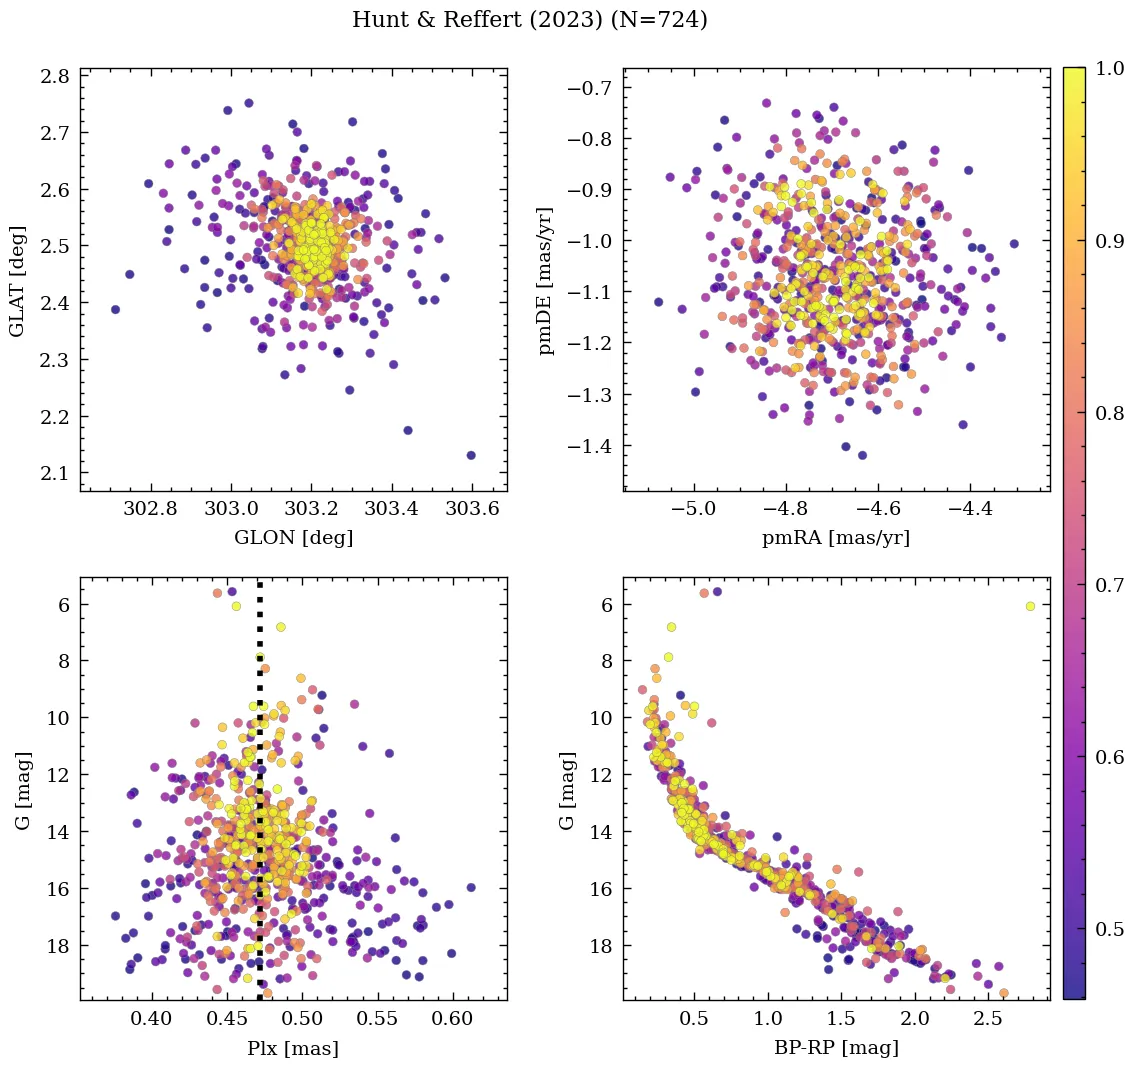 Hunt & Reffert (2023) (N=724)
2.8
2.7
2.6
2.5
2.4
2.3
2.2
2.1
GLAT [deg]
302.8 303.0 303.2 303.4 303.6
GLON [deg]
−0.7
−0.8
−0.9
−1.0
−1.1
−1.2
−1.3
−1.4
pmDE [mas/yr]
−5.0 −4.8 −4.6 −4.4
pmRA [mas/yr]
1.0
0.9
0.8
0.7
0.6
0.5
6
8
10
12
14
16
18
G [mag]
0.40 0.45 0.50 0.55 0.60
Plx [mas]
6
8
10
12
14
16
18
G [mag]
0.5 1.0 1.5 2.0 2.5
BP-RP [mag]